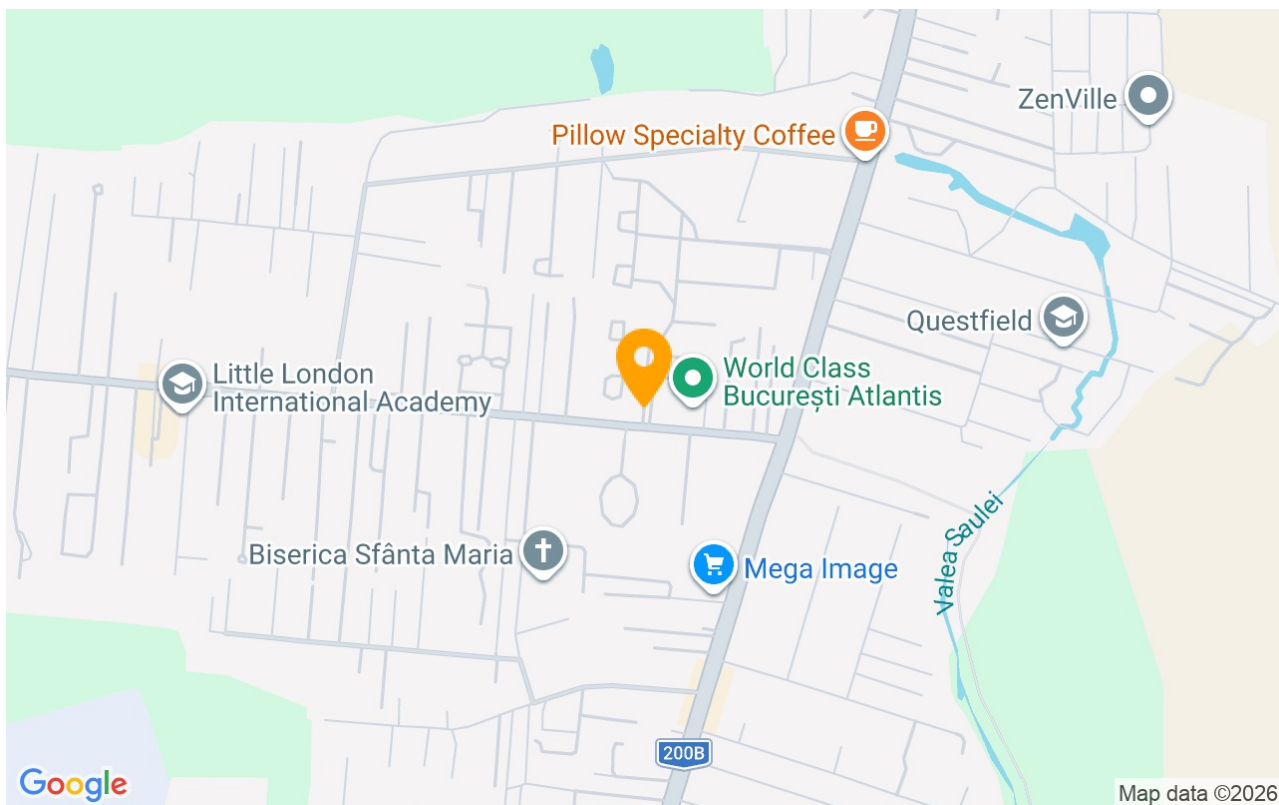 ZenVille
Pillow Specialty Coffee
Questfield
World Class
București Atlantis
Little London
International Academy
Valea Saulei
Biserica Sfânta Maria
Mega Image
200B
Google
Map data ©2026